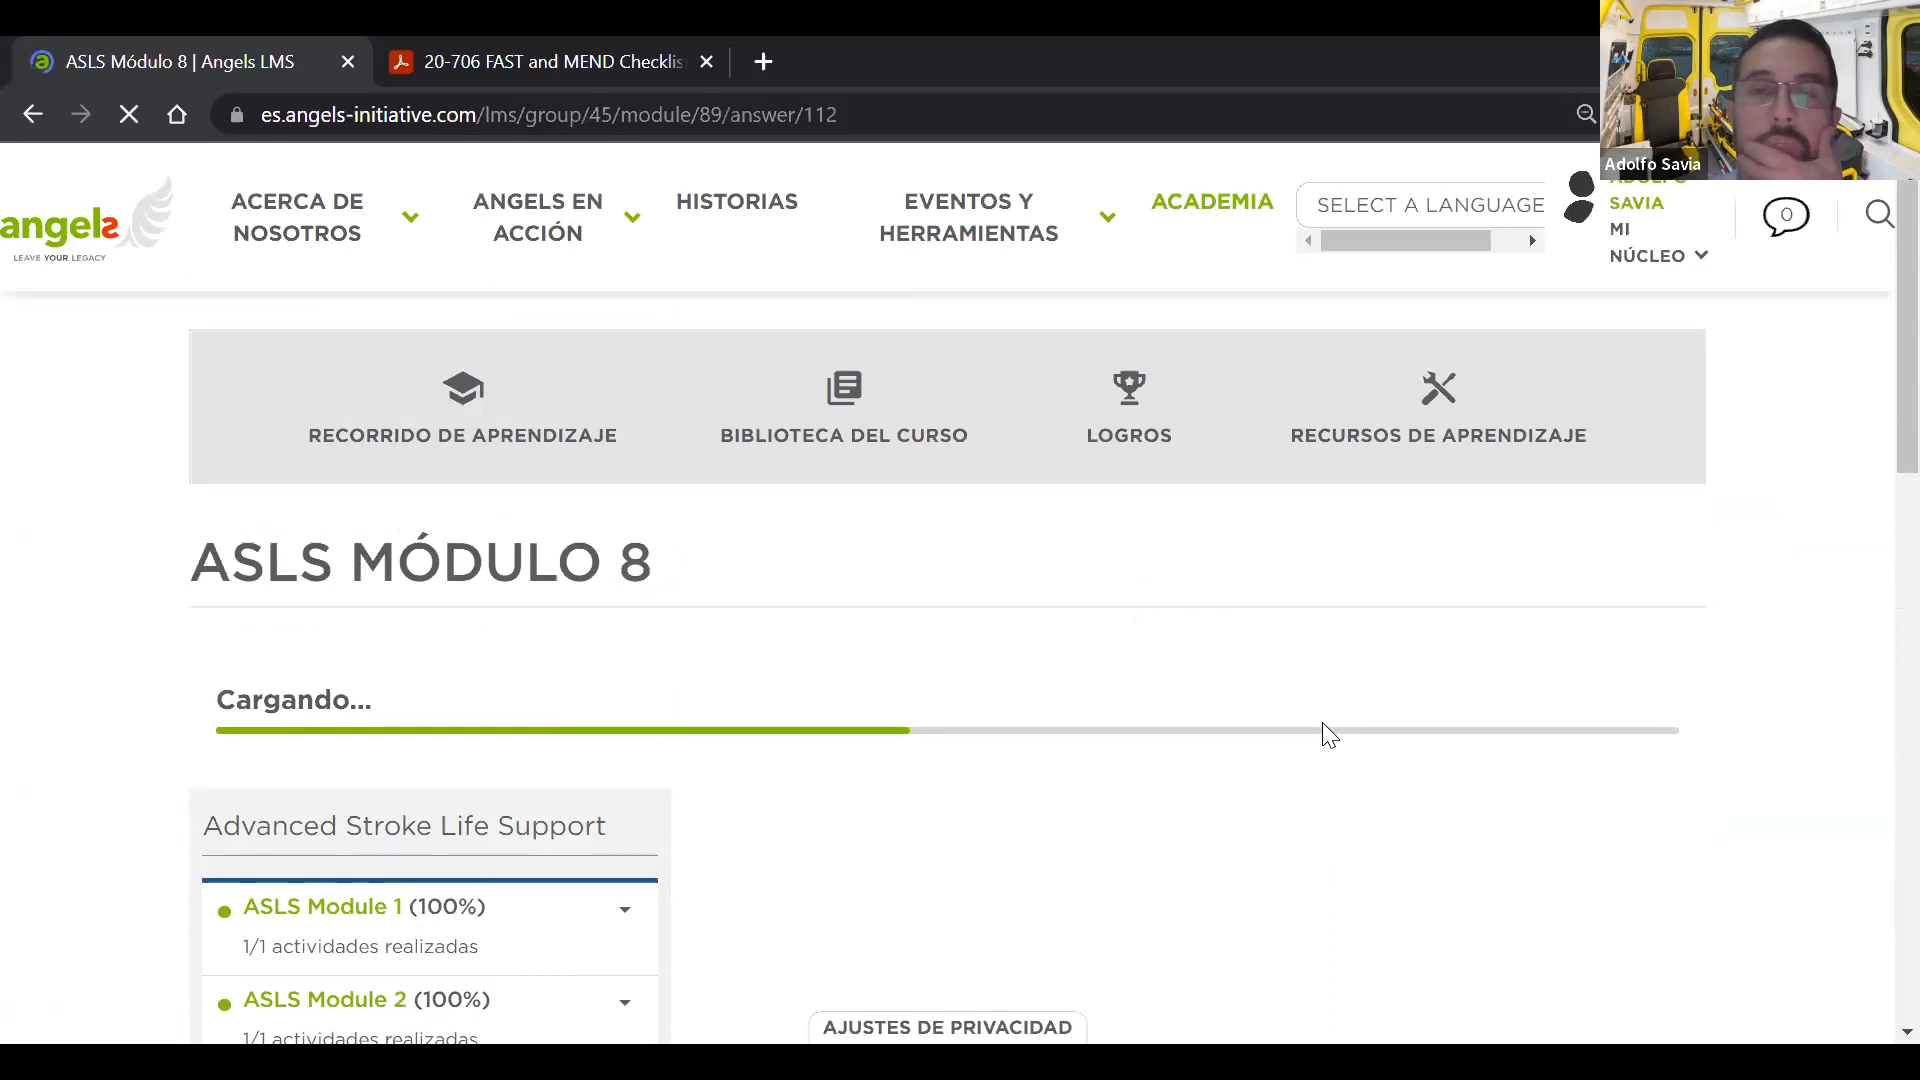 ASLS Módulo 8 | Angels LMS
20-706 FAST and MEND Checklis
es.angels-initiative.com/lms/group/45/module/89/answer/112
Adolfo Savia
angels
LEAVE YOUR LEGACY
ACERCA DE
NOSOTROS
ANGELS EN
ACCIÓN
HISTORIAS
EVENTOS Y
HERRAMIENTAS
ACADEMIA
SELECT A LANGUAGE
ADOLFO
SAVIA
MI
NÚCLEO
0
RECORRIDO DE APRENDIZAJE
BIBLIOTECA DEL CURSO
LOGROS
RECURSOS DE APRENDIZAJE
ASLS MÓDULO 8
Cargando...
Advanced Stroke Life Support
ASLS Module 1 (100%)
1/1 actividades realizadas
ASLS Module 2 (100%)
1/1 actividades realizadas
AJUSTES DE PRIVACIDAD